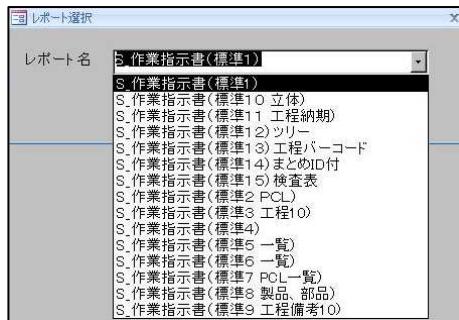 レポート選択
x
レポート名 S_作業指示書(標準1)
S_作業指示書(標準1)
S_作業指示書(標準10 立体)
S_作業指示書(標準11 工程納期)
S_作業指示書(標準12)ツリー
S_作業指示書(標準13)工程バーコード
S_作業指示書(標準14)まとめID付
S_作業指示書(標準15)検査表
S_作業指示書(標準2 PCL)
S_作業指示書(標準3 工程10)
S_作業指示書(標準4)
S_作業指示書(標準5 一覧)
S_作業指示書(標準6 一覧)
S_作業指示書(標準7 PCL一覧)
S_作業指示書(標準8 製品、部品)
S_作業指示書(標準9 工程備考10)